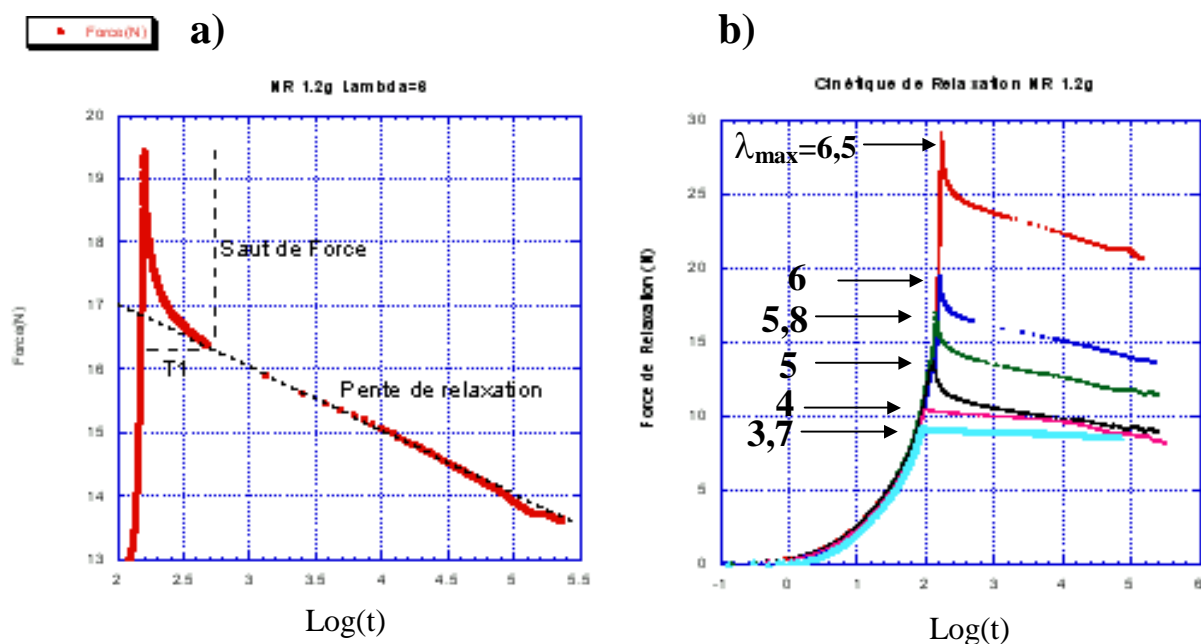 Force(N)
a)
NR 1.2g Lambda=6
20
19
18
17
16
15
14
13
Force(N)
Saut de Force
T1
Pente de relaxation
2
2.5
3
3.5
4
4.5
5
5.5
Log(t)
b)
Cinétique de Relaxation NR 1.2g
30
25
20
15
10
5
0
Force de Relaxation (N)
λmax=6,5
6
5,8
5
4
3,7
-1
0
1
2
3
4
5
6
Log(t)